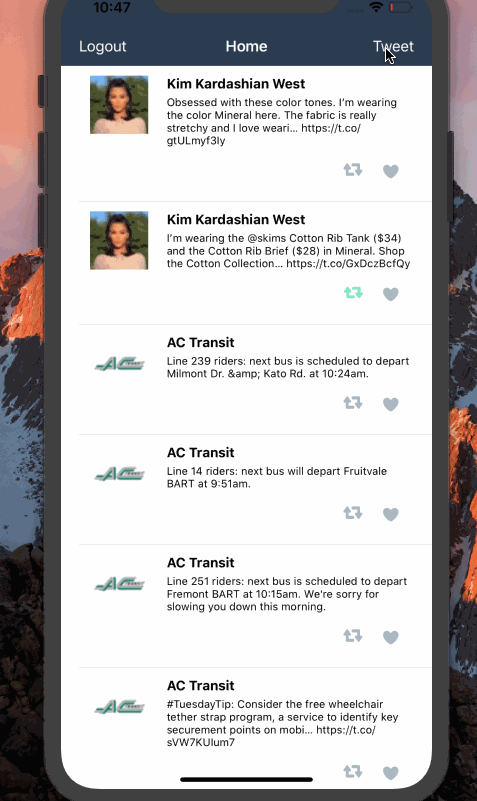 10:47
Logout Home Tweet
Kim Kardashian West
Obsessed with these color tones. I'm wearing
the color Mineral here. The fabric is really
stretchy and I love weari... https://t.co/
gtULmyf3ly
Kim Kardashian West
I'm wearing the @skims Cotton Rib Tank ($34)
and the Cotton Rib Brief ($28) in Mineral. Shop
the Cotton Collection... https://t.co/GxDczBcfQy
AC Transit
Line 239 riders: next bus is scheduled to depart
Milmont Dr. &amp; Kato Rd. at 10:24am.
AC Transit
Line 14 riders: next bus will depart Fruitvale
BART at 9:51am.
AC Transit
Line 251 riders: next bus is scheduled to depart
Fremont BART at 10:15am. We're sorry for
slowing you down this morning.
AC Transit
#TuesdayTip: Consider the free wheelchair
tether strap program, a service to identify key
securement points on mobi... https://t.co/
sVW7KUlum7